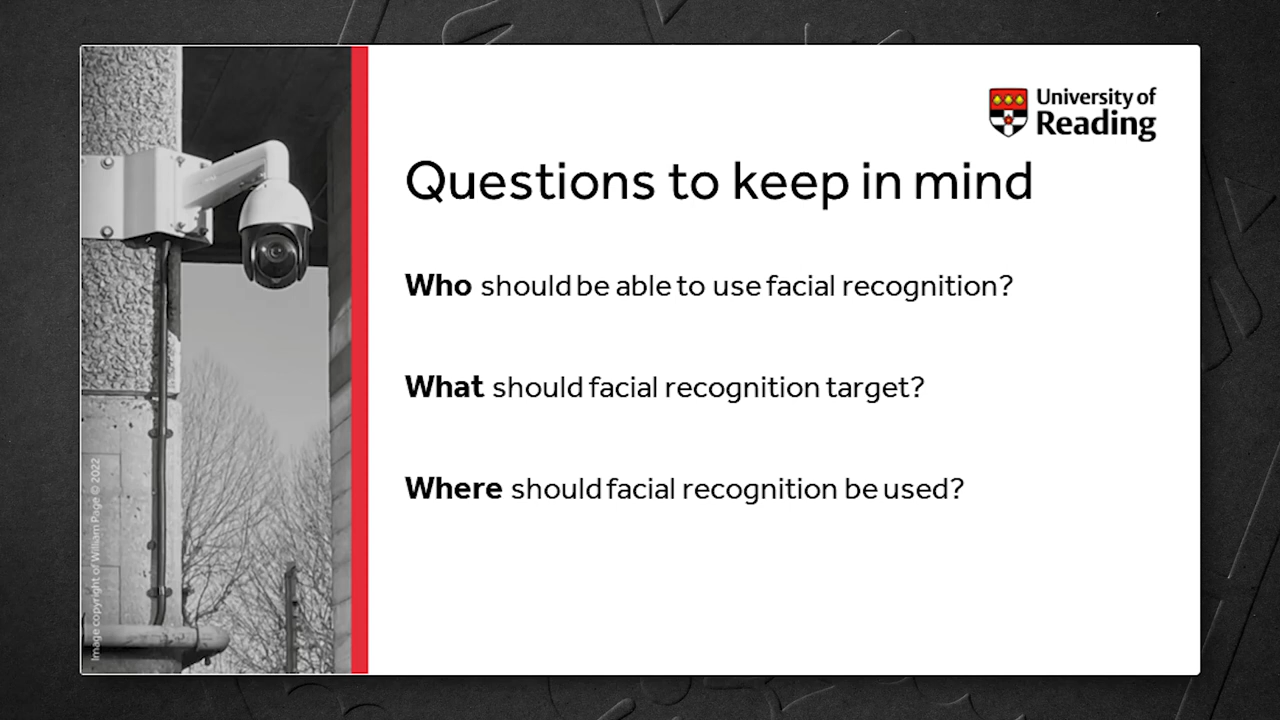 University of
Reading
Questions to keep in mind
Who should be able to use facial recognition?
What should facial recognition target?
Where should facial recognition be used?
Image copyright of William Page © 2022